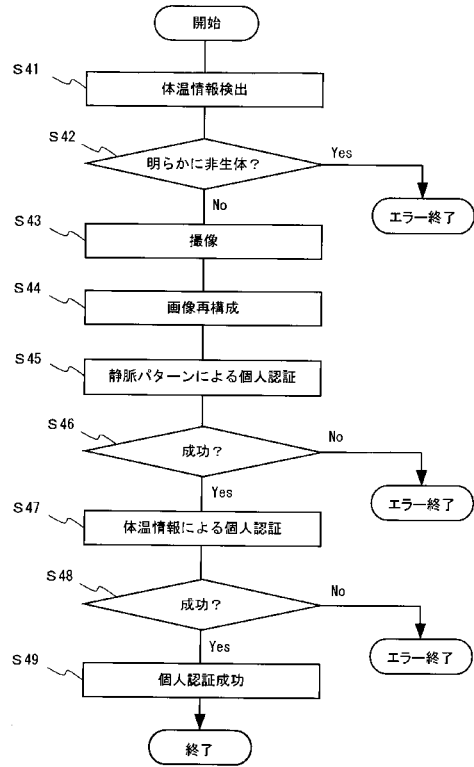 開始
S41
体温情報検出
S42
明らかに非生体?
Yes
エラー終了
No
S43
撮像
S44
画像再構成
S45
静脈パターンによる個人認証
S46
成功?
No
エラー終了
Yes
S47
体温情報による個人認証
S48
成功?
No
エラー終了
Yes
S49
個人認証成功
終了